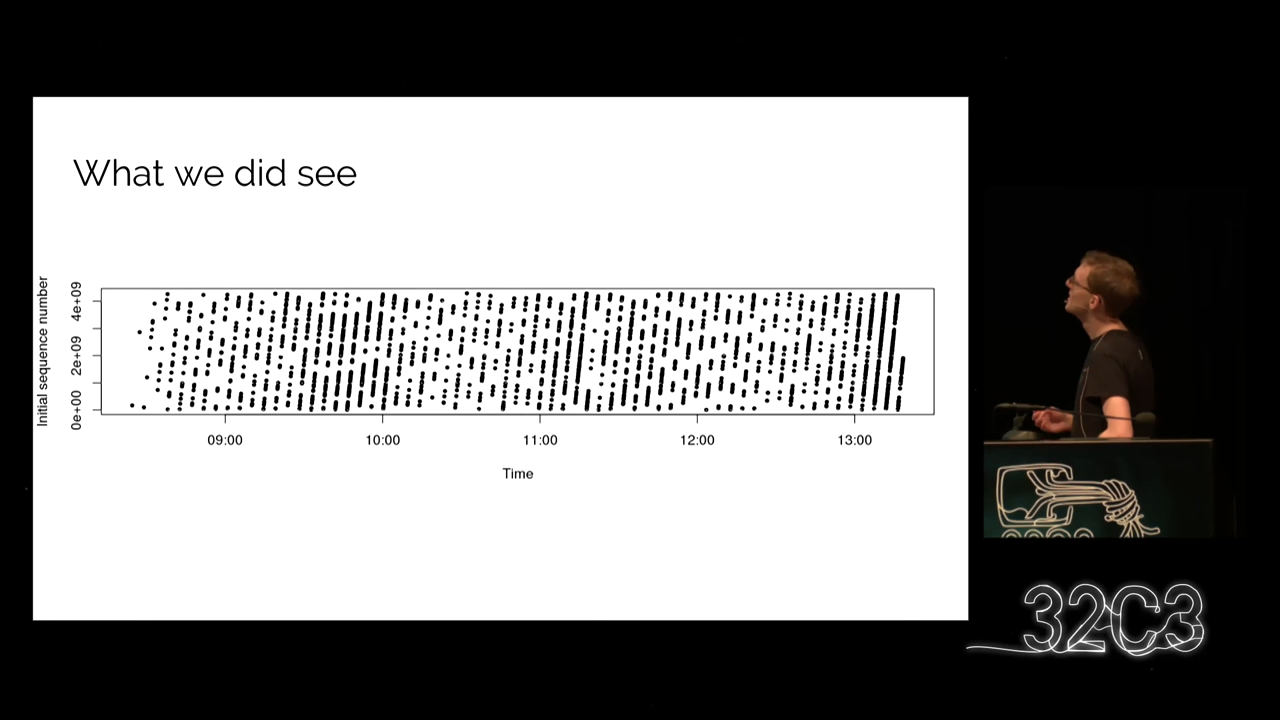 What we did see
Initial sequence number
0e+00 2e+09 4e+09
09:00 10:00 11:00 12:00 13:00
Time
32C3